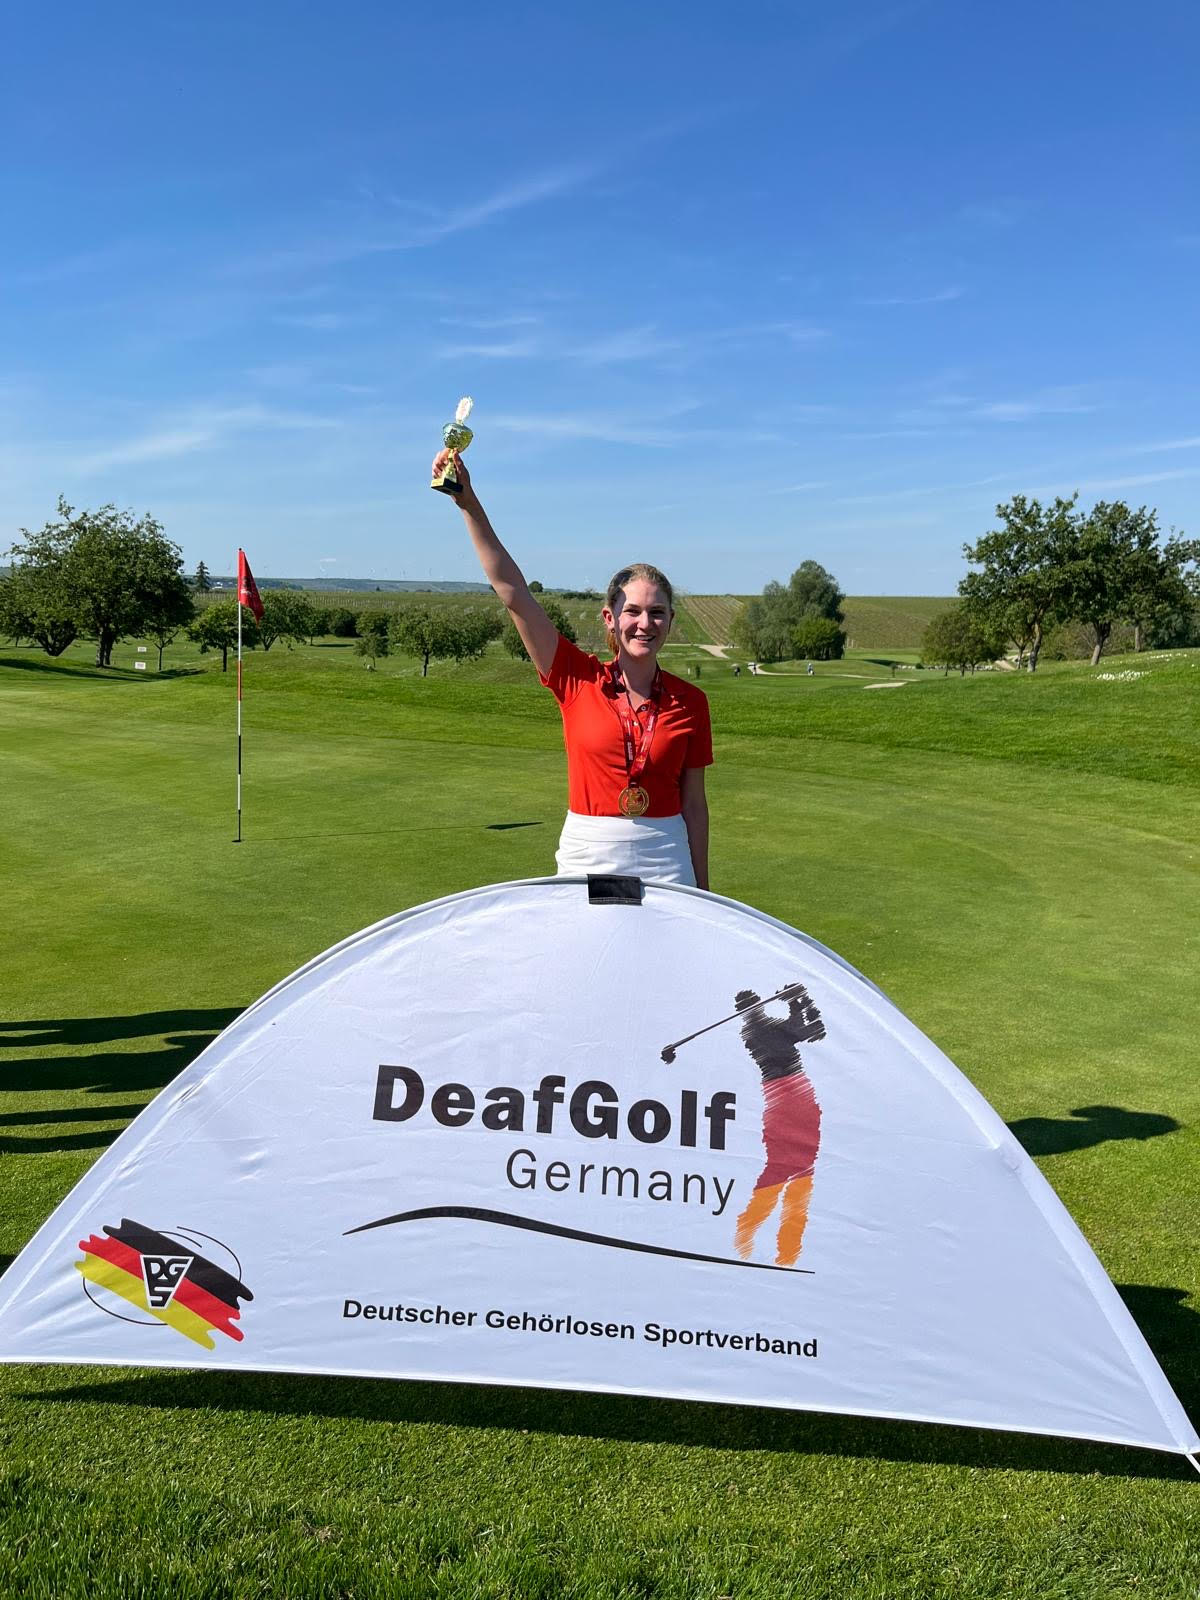 DeafGolf
Germany
DGS
Deutscher Gehörlosen Sportverband